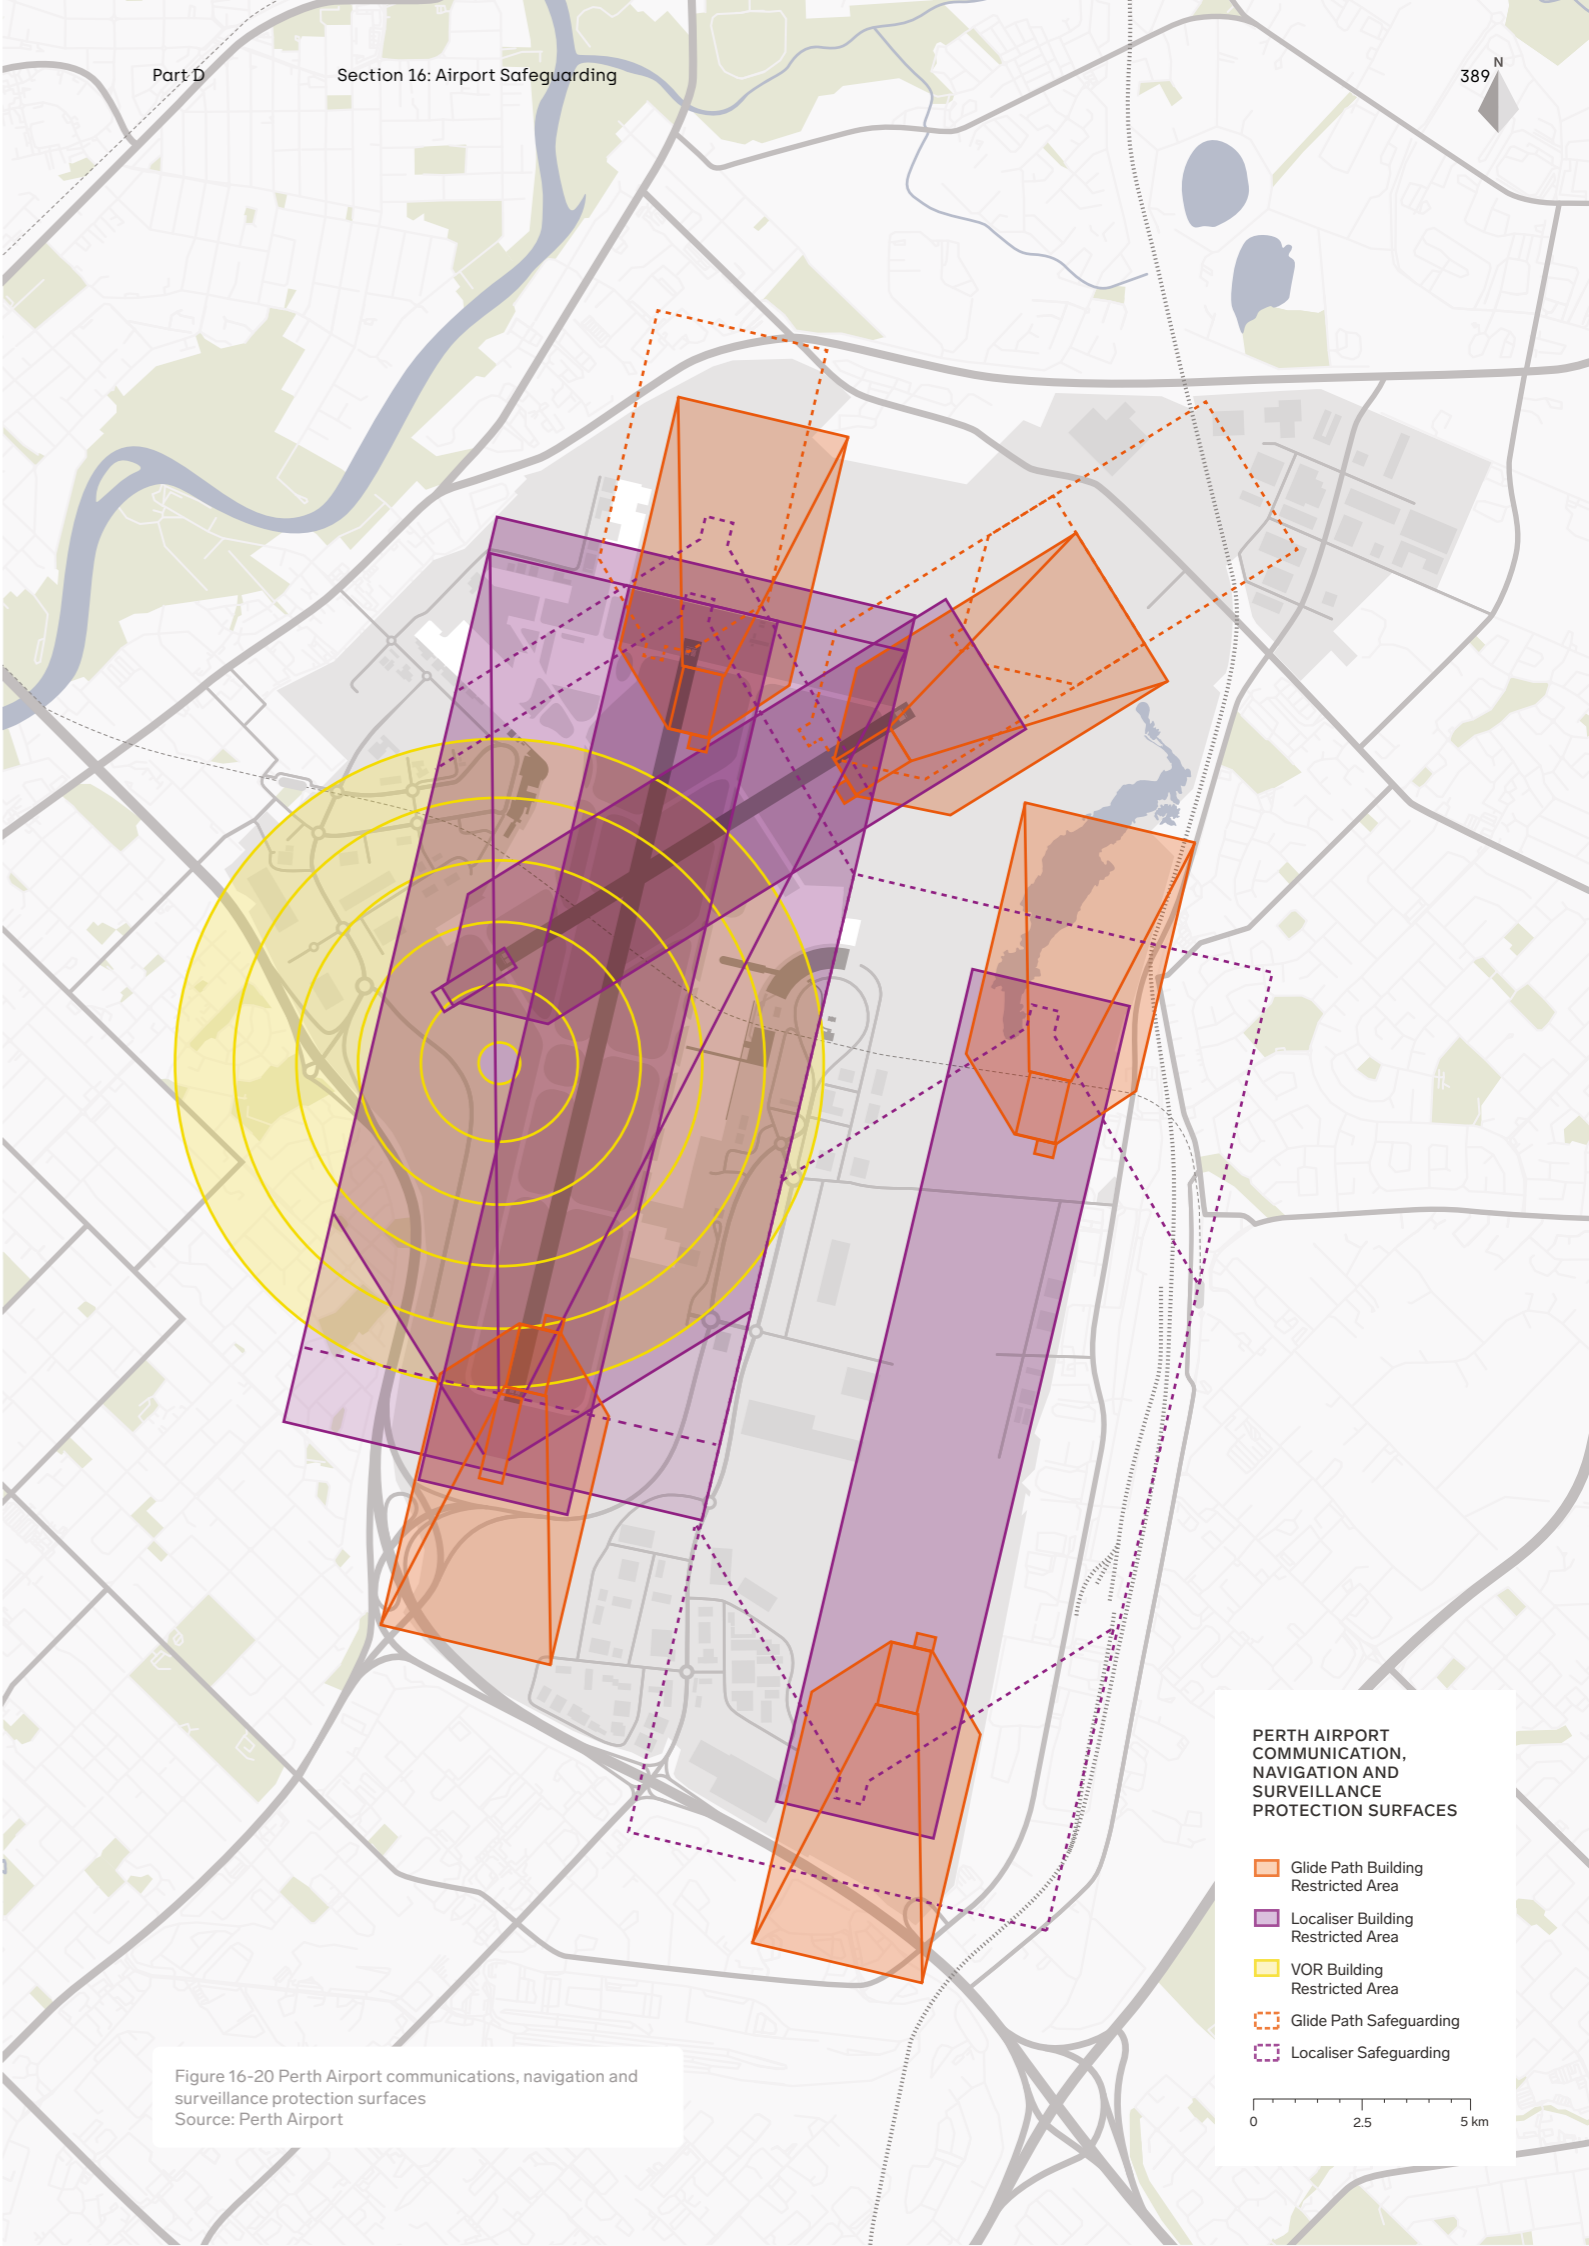 Part D
Section 16: Airport Safeguarding
389
N
PERTH AIRPORT
COMMUNICATION,
NAVIGATION AND
SURVEILLANCE
PROTECTION SURFACES
Glide Path Building
Restricted Area
Localiser Building
Restricted Area
VOR Building
Restricted Area
Glide Path Safeguarding
Localiser Safeguarding
0 2.5 5 km
Figure 16-20 Perth Airport communications, navigation and
surveillance protection surfaces
Source: Perth Airport